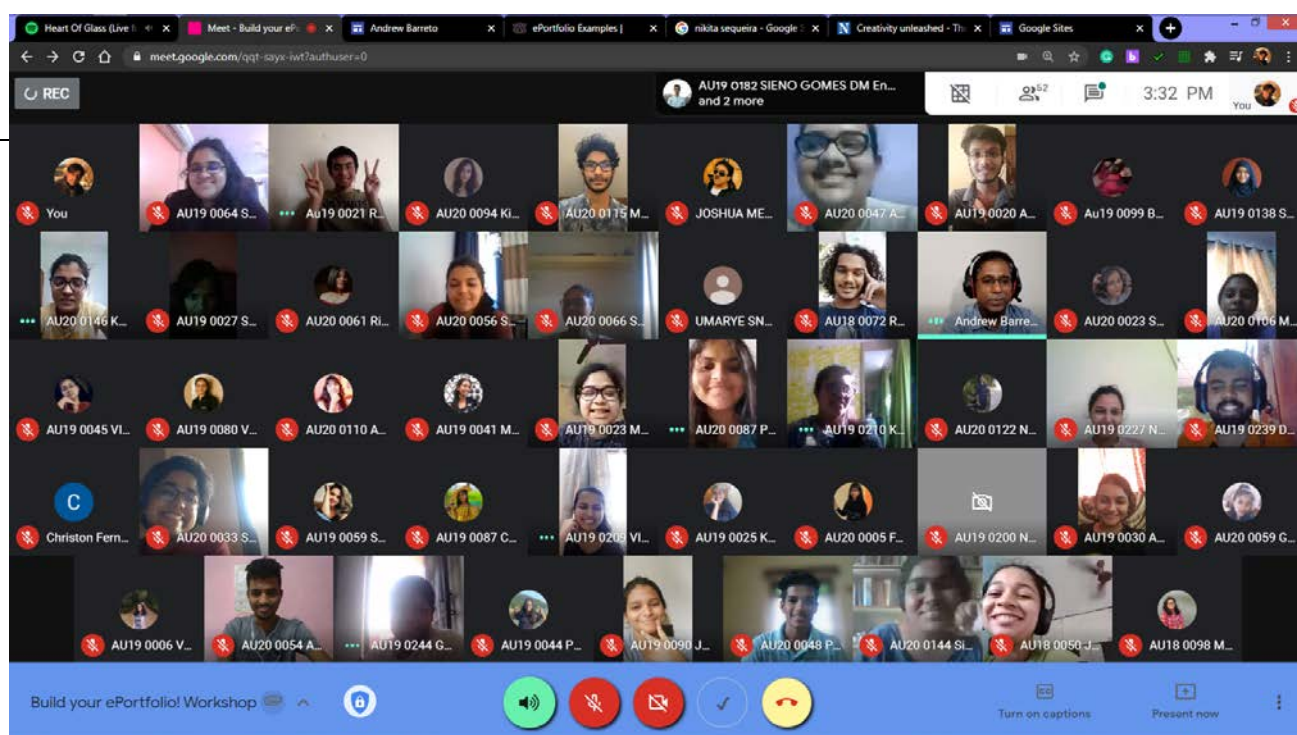 Heart Of Glass (Live
Meet - Build your eP
Andrew Barreto
ePortfolio Examples |
nikita sequeira - Google
Creativity unleashed - Th
Google Sites
meet.google.com/qqt-sayx-iwt?authuser=0
REC
AU19 0182 SIENO GOMES DM En...
and 2 more
52
3:32 PM
You
You
AU19 0064 S...
Au19 0021 R...
AU20 0094 Ki...
AU20 0115 M...
JOSHUA ME...
AU20 0047 A...
AU19 0020 A...
Au19 0099 B...
AU19 0138 S...
AU20 0146 K...
AU19 0027 S...
AU20 0061 Ri...
AU20 0056 S...
AU20 0066 S...
UMARYE SN...
AU18 0072 R...
Andrew Barre...
AU20 0023 S...
AU20 0106 M...
AU19 0045 VI...
AU19 0080 V...
AU20 0110 A...
AU19 0041 M...
AU19 0023 M...
AU20 0087 P...
AU19 0210 K...
AU20 0122 N...
AU19 0227 N...
AU19 0239 D...
C
Christon Fern...
AU20 0033 S...
AU19 0059 S...
AU19 0087 C...
AU19 0209 VI...
AU19 0025 K...
AU20 0005 F...
AU19 0200 N...
AU19 0030 A...
AU20 0059 G...
AU19 0006 V...
AU20 0054 A...
AU19 0244 G...
AU19 0044 P...
AU19 0090 J...
AU20 0048 P...
AU20 0144 Si...
AU18 0050 J...
AU18 0098 M...
Build your ePortfolio! Workshop
Turn on captions
Present now